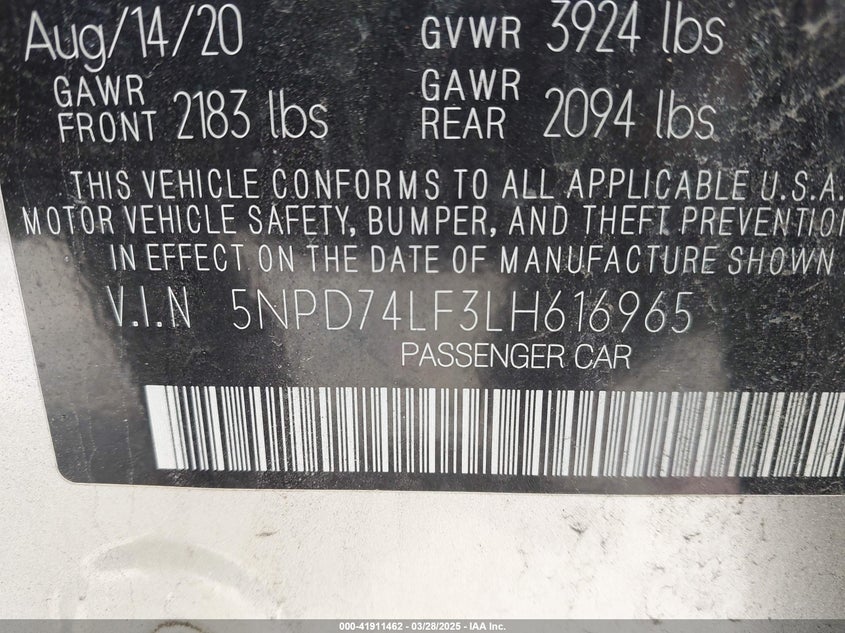 Aug/14/20 GVWR 3924 lbs
GAWR FRONT 2183 lbs GAWR REAR 2094 lbs
THIS VEHICLE CONFORMS TO ALL APPLICABLE U.S.A.
MOTOR VEHICLE SAFETY, BUMPER, AND THEFT PREVENTION
IN EFFECT ON THE DATE OF MANUFACTURE SHOWN
V.I.N 5NPD74LF3LH616965
PASSENGER CAR
000-41911462 - 03/28/2025 - IAA Inc.